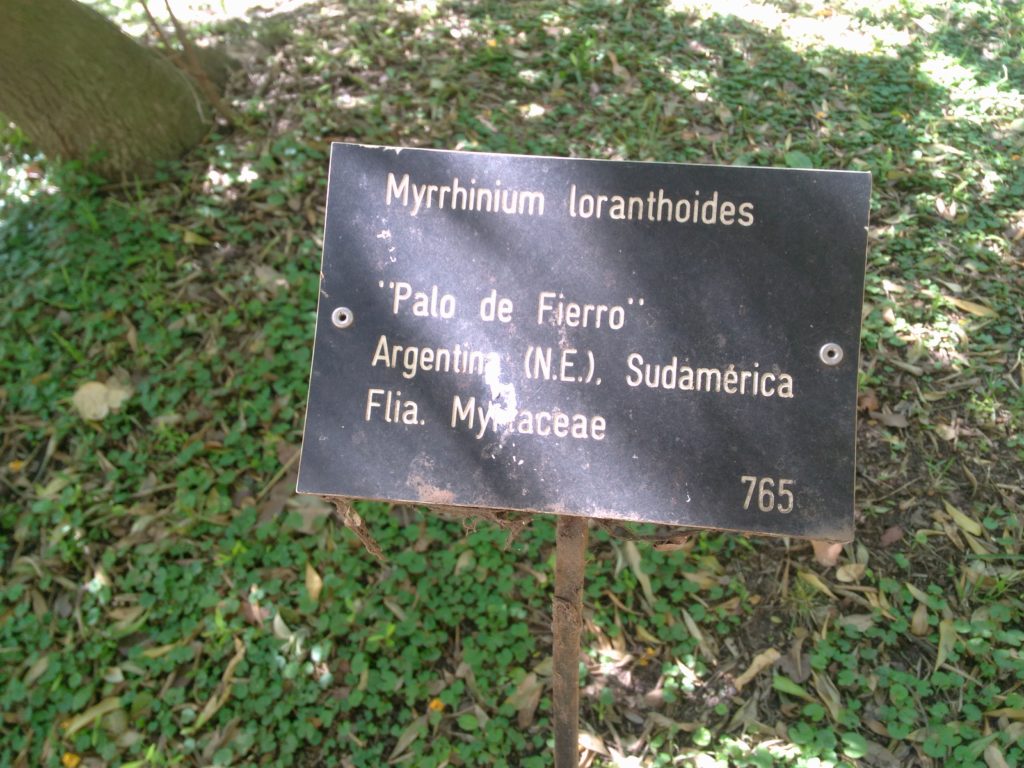 Myrrhinium loranthoides
¨Palo de Fierro¨
Argentina (N.E.), Sudamérica
Flia. Myrtaceae
765